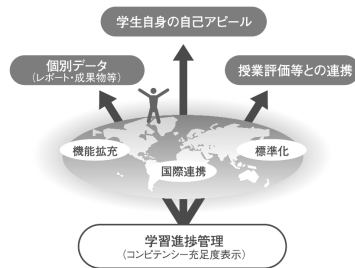 学生自身の自己アピール
個別データ
(レポート・成果物等)
授業評価等との連携
機能拡充
標準化
国際連携
学習進捗管理
(コンピテンシー充足度表示)